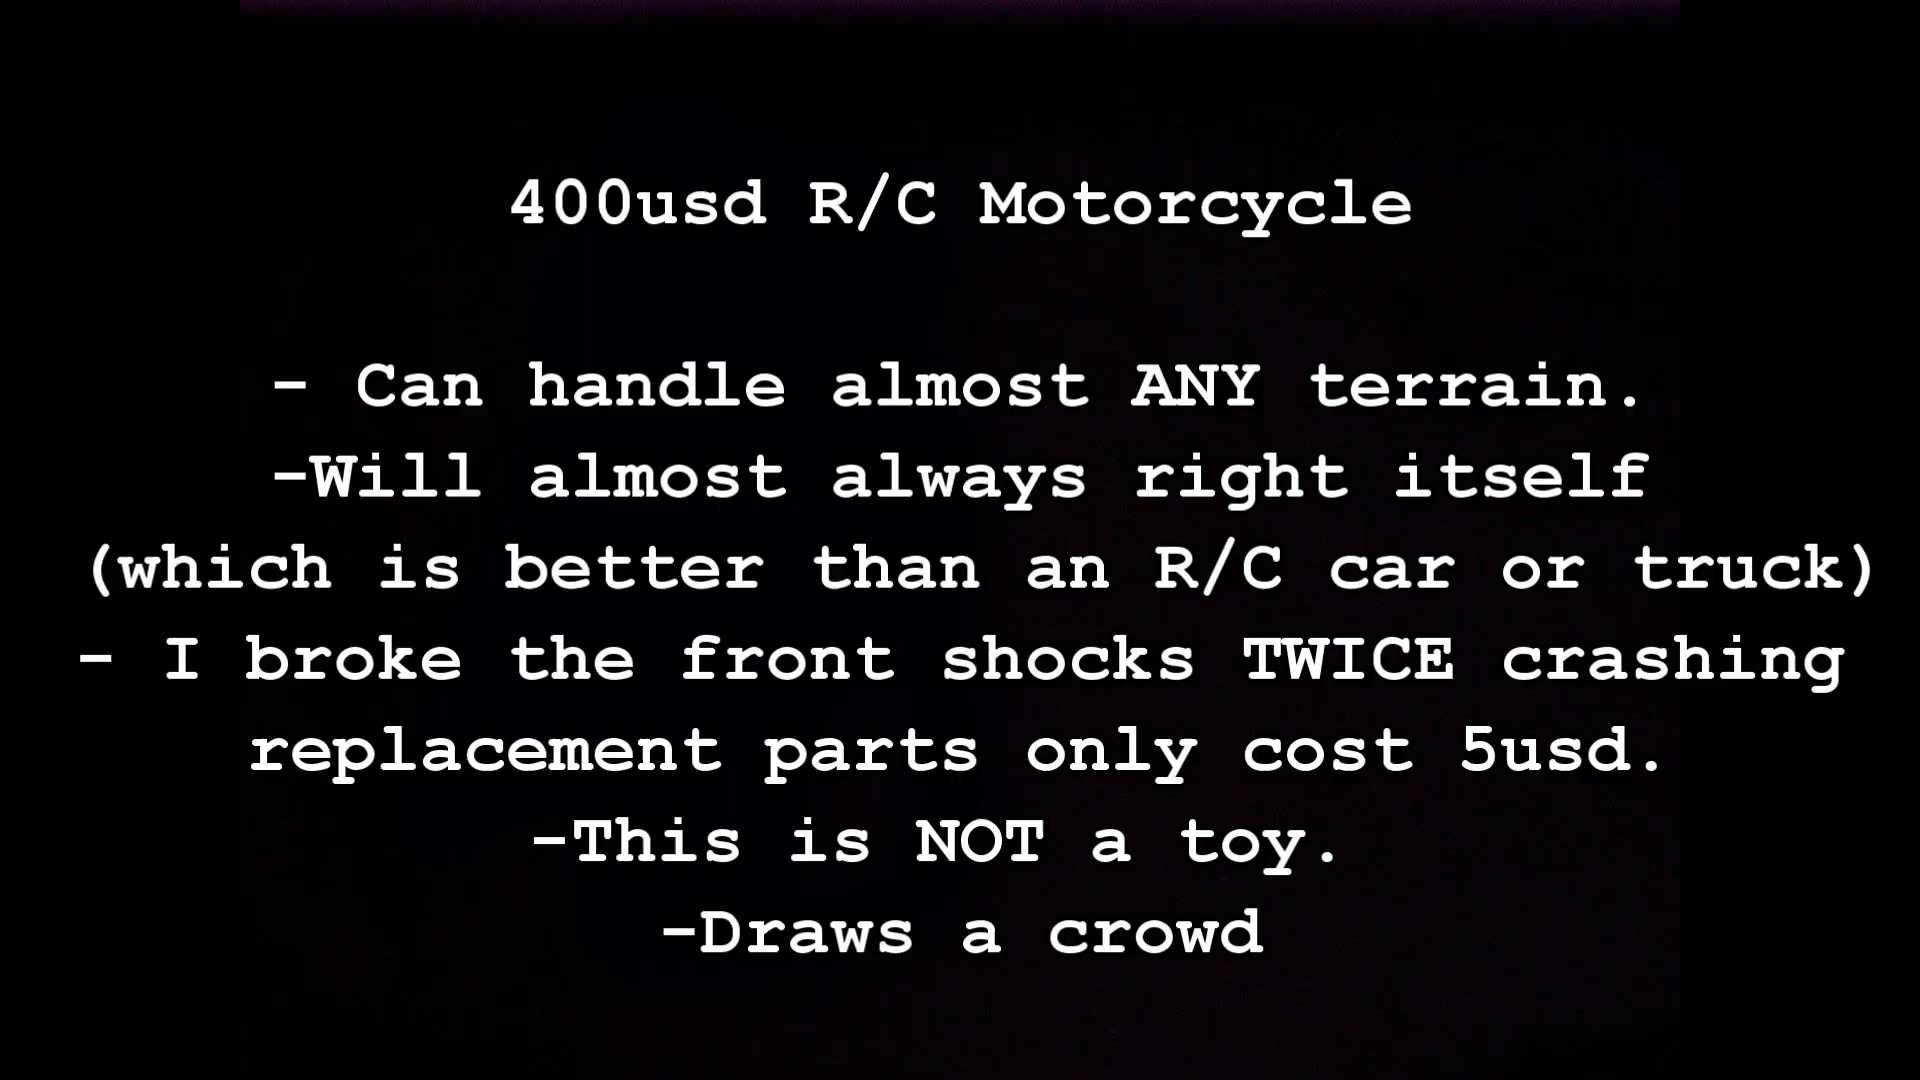 400usd R/C Motorcycle
- Can handle almost ANY terrain.
-Will almost always right itself
(which is better than an R/C car or truck)
- I broke the front shocks TWICE crashing
replacement parts only cost 5usd.
-This is NOT a toy.
-Draws a crowd